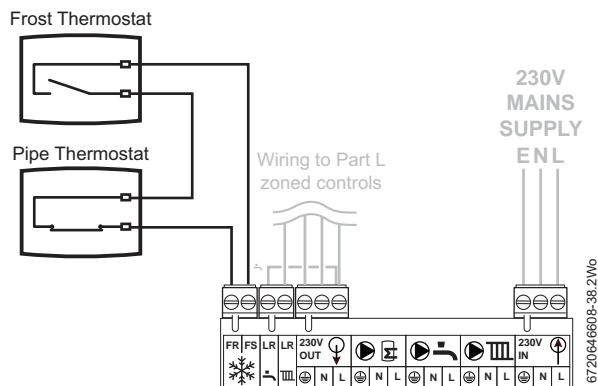 Frost Thermostat
Pipe Thermostat
Wiring to Part L
zoned controls
230V
MAINS
SUPPLY
E N L
FR FS LR LR 230V
OUT
230V
IN
N L N L N L N L N L
6720646608-38.2Wo